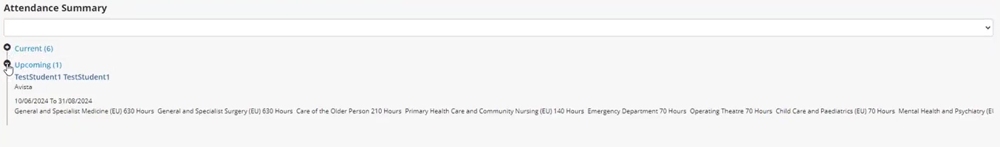 Attendance Summary
Current (6)
Upcoming (1)
TestStudent1 TestStudent1
Avista
10/06/2024 To 31/08/2024
General and Specialist Medicine (EU) 630 Hours General and Specialist Surgery (EU) 630 Hours Care of the Older Person 210 Hours Primary Health Care and Community Nursing (EU) 140 Hours Emergency Department 70 Hours Operating Theatre 70 Hours Child Care and Paediatrics (EU) 70 Hours Mental Health and Psychiatry